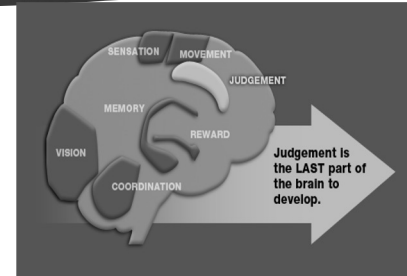 SENSATION
MOVEMENT
JUDGEMENT
MEMORY
REWARD
VISION
COORDINATION
Judgement is
the LAST part of
the brain to
develop.